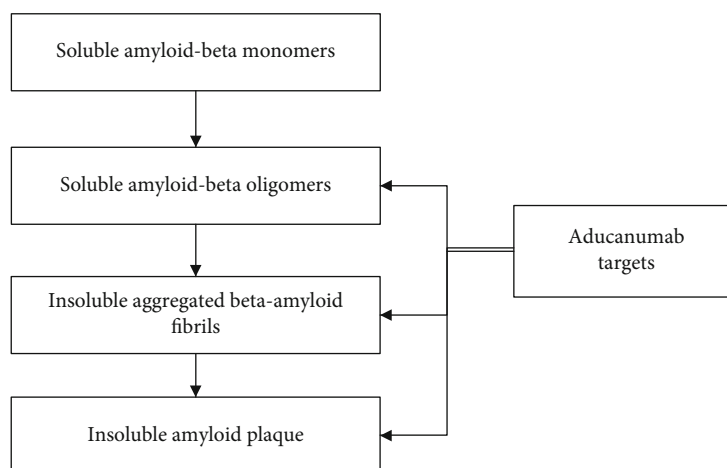 Soluble amyloid-beta monomers
Soluble amyloid-beta oligomers
Insoluble aggregated beta-amyloid
fibrils
Insoluble amyloid plaque
Aducanumab
targets